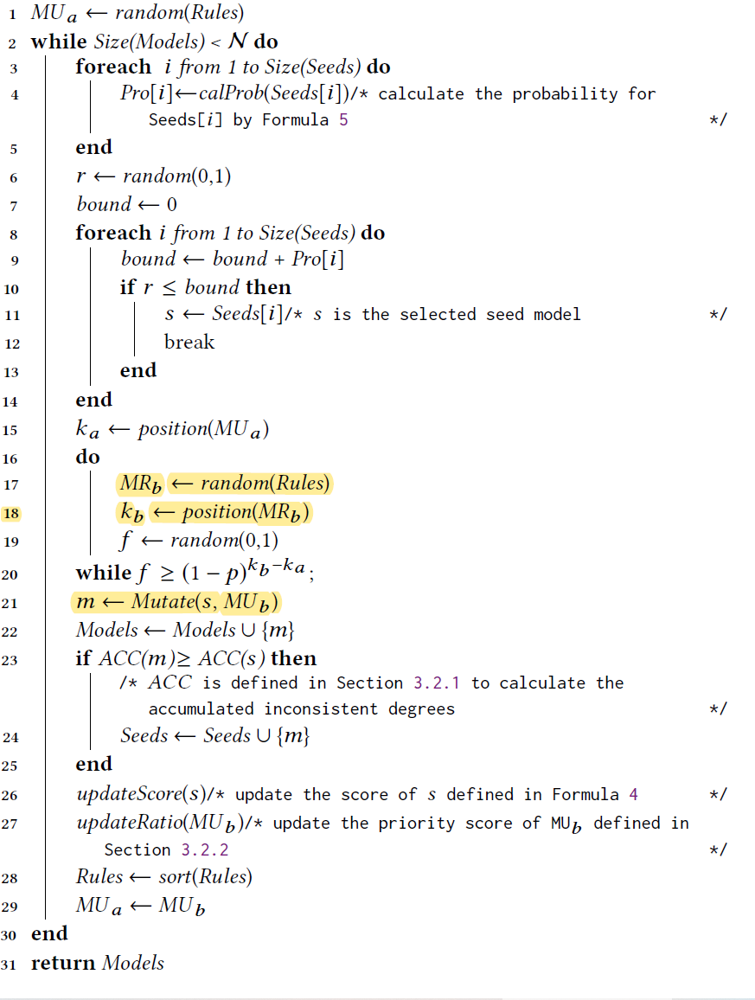 1 MUa ← random(Rules)
2 while Size(Models) < N do
3 foreach i from 1 to Size(Seeds) do
4 Pro[i]←calProb(Seeds[i])/* calculate the probability for
Seeds[i] by Formula 5 */
5 end
6 r ← random(0,1)
7 bound ← 0
8 foreach i from 1 to Size(Seeds) do
9 bound ← bound + Pro[i]
10 if r ≤ bound then
11 s ← Seeds[i]/* s is the selected seed model */
12 break
13 end
14 end
15 ka ← position(MUa)
16 do
17 MRb ← random(Rules)
18 kb ← position(MRb)
19 f ← random(0,1)
20 while f ≥ (1 − p)^kb−ka ;
21 m ← Mutate(s, MUb)
22 Models ← Models ∪ {m}
23 if ACC(m)≥ ACC(s) then
/* ACC is defined in Section 3.2.1 to calculate the
accumulated inconsistent degrees */
24 Seeds ← Seeds ∪ {m}
25 end
26 updateScore(s)/* update the score of s defined in Formula 4 */
27 updateRatio(MUb)/* update the priority score of MUb defined in
Section 3.2.2 */
28 Rules ← sort(Rules)
29 MUa ← MUb
30 end
31 return Models